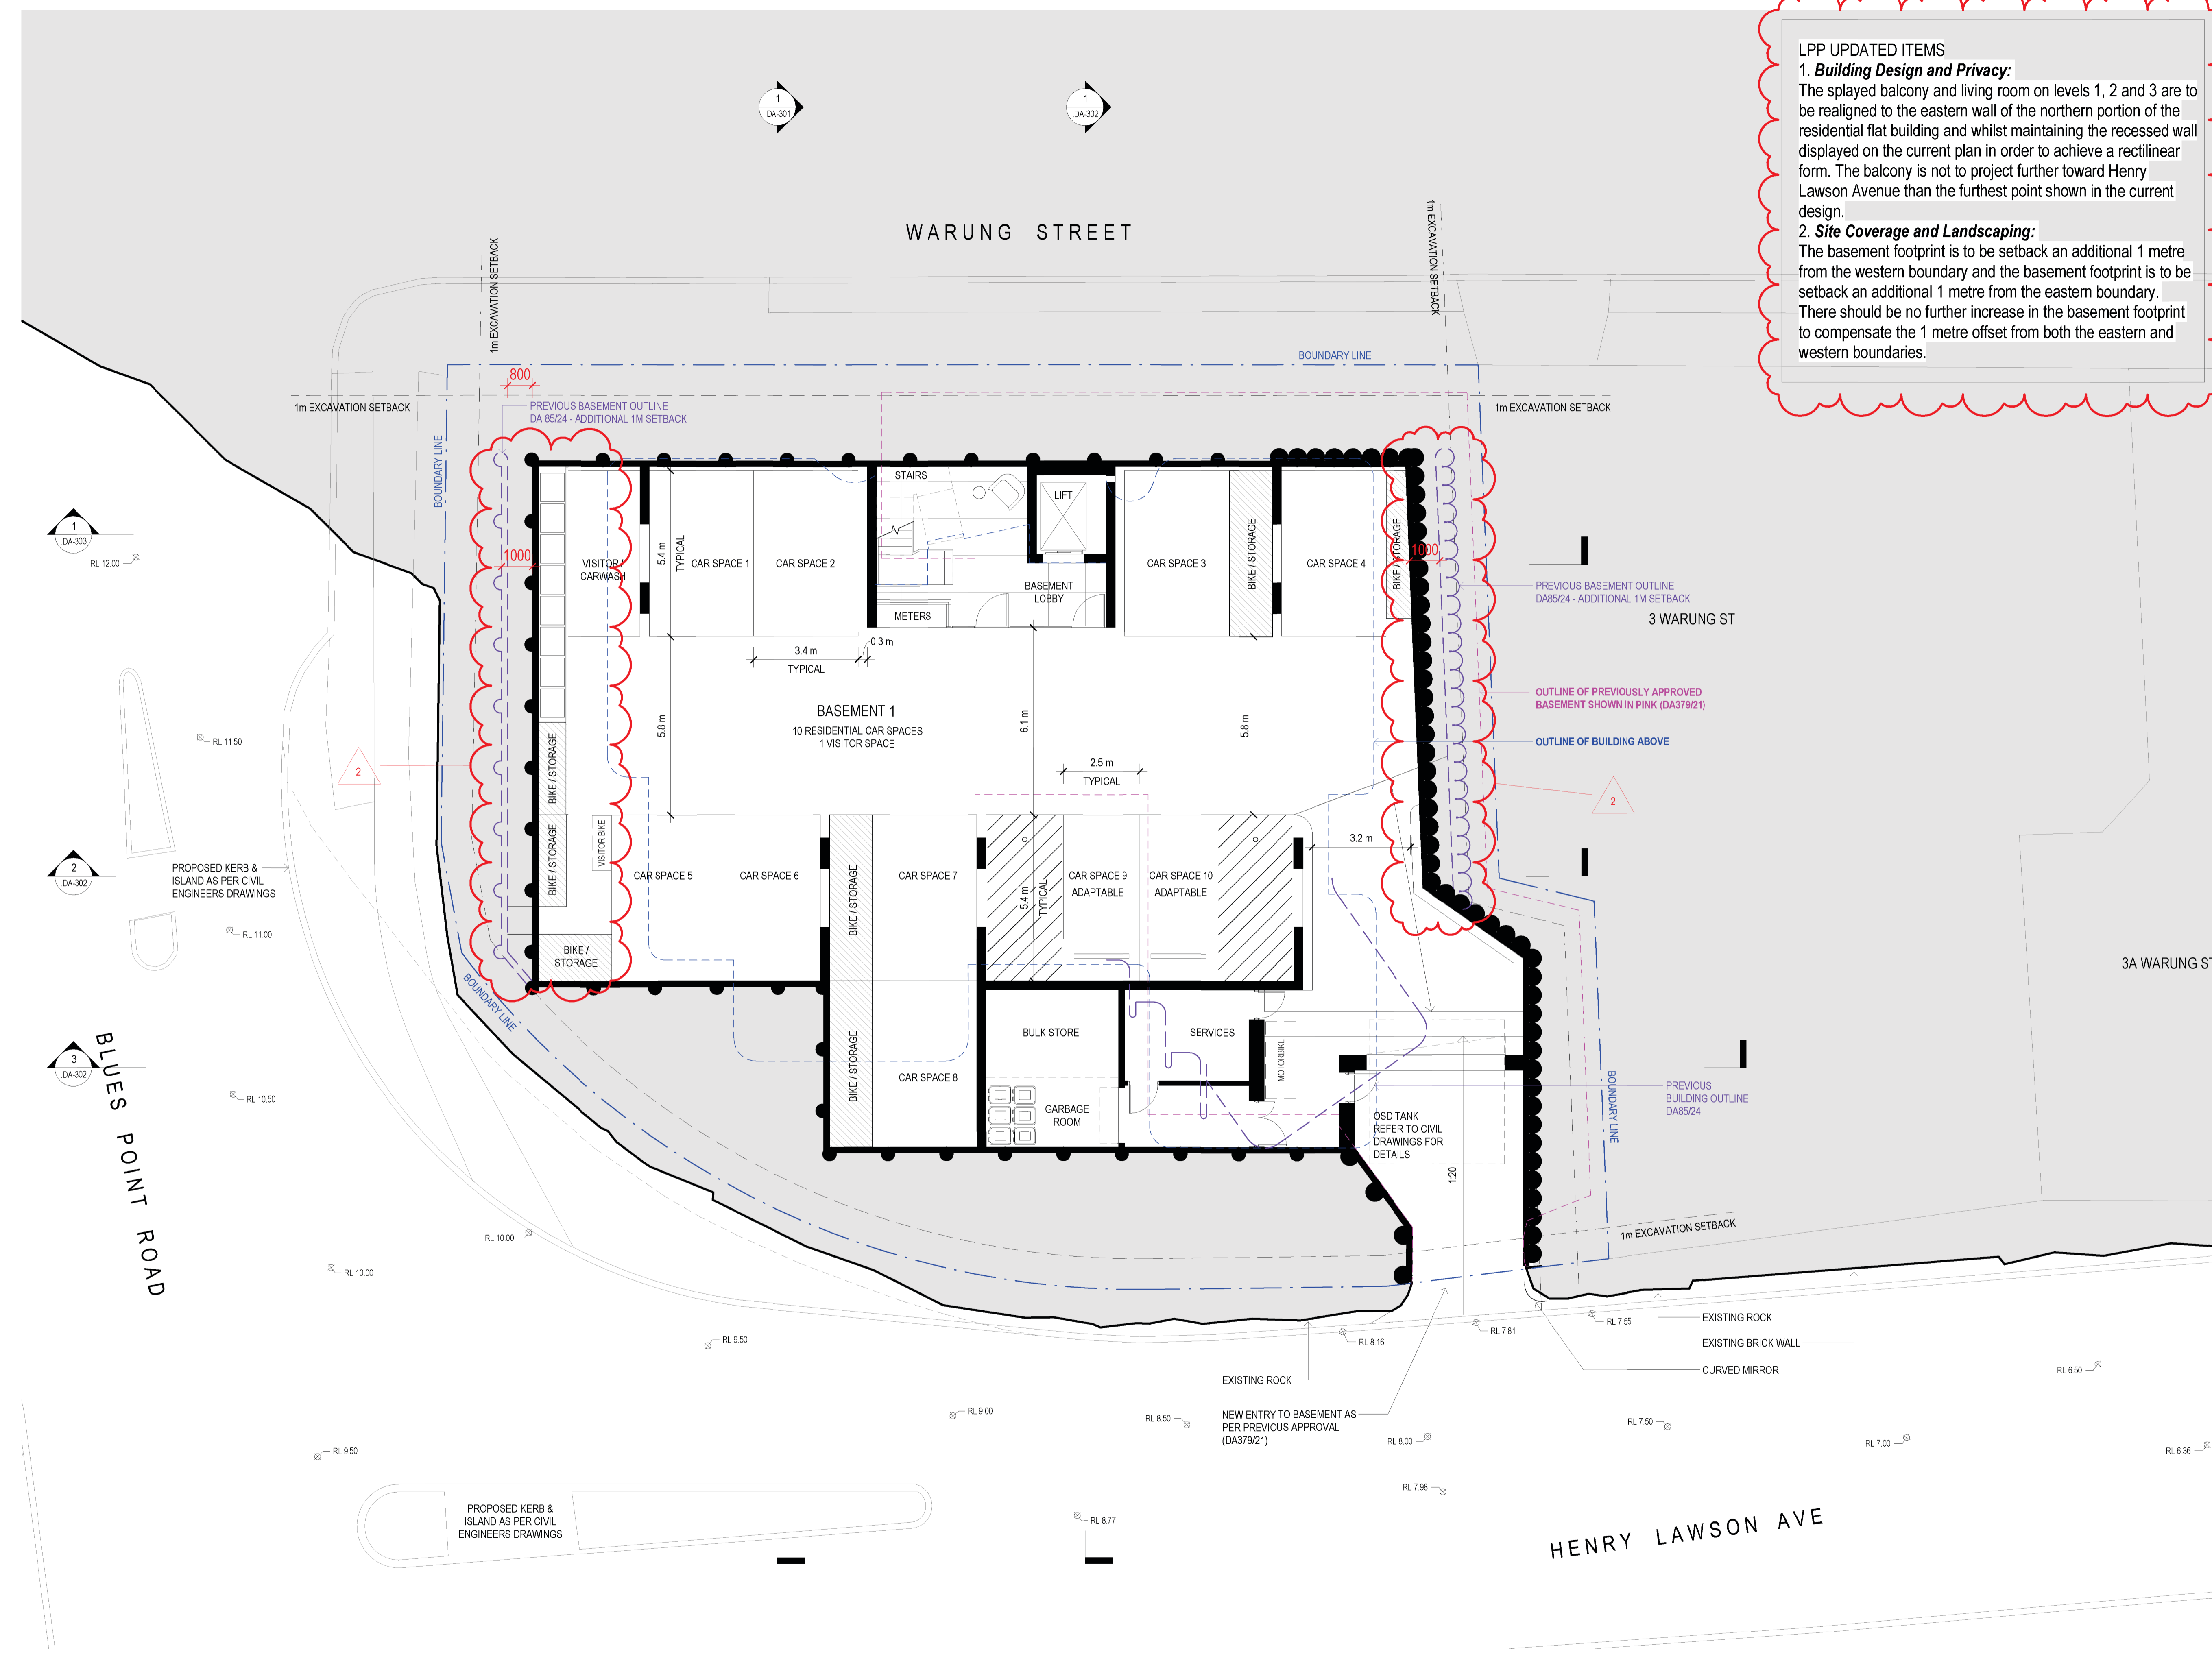 LPP UPDATED ITEMS
1. Building Design and Privacy:
The splayed balcony and living room on levels 1, 2 and 3 are to
be realigned to the eastern wall of the northern portion of the
residential flat building and whilst maintaining the recessed wall
displayed on the current plan in order to achieve a rectilinear
form. The balcony is not to project further toward Henry
Lawson Avenue than the furthest point shown in the current
design.
2. Site Coverage and Landscaping:
The basement footprint is to be setback an additional 1 metre
from the western boundary and the basement footprint is to be
setback an additional 1 metre from the eastern boundary.
There should be no further increase in the basement footprint
to compensate the 1 metre offset from both the eastern and
western boundaries.
1
DA-301
1
DA-302
WARUNG STREET
1m EXCAVATION SETBACK
1m EXCAVATION SETBACK
BOUNDARY LINE
800
1m EXCAVATION SETBACK
PREVIOUS BASEMENT OUTLINE
DA 85/24 - ADDITIONAL 1M SETBACK
1m EXCAVATION SETBACK
BOUNDARY LINE
STAIRS
LIFT
1
DA-303
RL 12.00
1000
VISITOR /
CARWASH
5.4 m
TYPICAL
CAR SPACE 1
CAR SPACE 2
BASEMENT
LOBBY
METERS
CAR SPACE 3
BIKE / STORAGE
CAR SPACE 4
BIKE / STORAGE
1000
PREVIOUS BASEMENT OUTLINE
DA85/24 - ADDITIONAL 1M SETBACK
3 WARUNG ST
0.3 m
3.4 m
TYPICAL
OUTLINE OF PREVIOUSLY APPROVED
BASEMENT SHOWN IN PINK (DA379/21)
BASEMENT 1
10 RESIDENTIAL CAR SPACES
1 VISITOR SPACE
5.8 m
6.1 m
5.8 m
OUTLINE OF BUILDING ABOVE
RL 11.50
2
2
2.5 m
TYPICAL
BIKE / STORAGE
BIKE / STORAGE
VISITOR BIKE
3.2 m
2
DA-302
PROPOSED KERB &
ISLAND AS PER CIVIL
ENGINEERS DRAWINGS
CAR SPACE 5
CAR SPACE 6
BIKE / STORAGE
CAR SPACE 7
5.4 m
TYPICAL
CAR SPACE 9
ADAPTABLE
CAR SPACE 10
ADAPTABLE
RL 11.00
BIKE /
STORAGE
3A WARUNG ST
BOUNDARY LINE
BULK STORE
SERVICES
MOTORBIKE
3
DA-302
BLUES POINT ROAD
RL 10.50
BIKE / STORAGE
CAR SPACE 8
GARBAGE
ROOM
OSD TANK
REFER TO CIVIL
DRAWINGS FOR
DETAILS
1:20
BOUNDARY LINE
PREVIOUS
BUILDING OUTLINE
DA85/24
1m EXCAVATION SETBACK
RL 10.00
RL 10.00
RL 9.50
RL 8.16
RL 7.81
RL 7.55
EXISTING ROCK
EXISTING BRICK WALL
CURVED MIRROR
EXISTING ROCK
RL 6.50
RL 9.00
RL 8.50
NEW ENTRY TO BASEMENT AS
PER PREVIOUS APPROVAL
(DA379/21)
RL 8.00
RL 7.50
RL 7.00
RL 6.36
RL 9.50
RL 7.98
PROPOSED KERB &
ISLAND AS PER CIVIL
ENGINEERS DRAWINGS
RL 8.77
HENRY LAWSON AVE